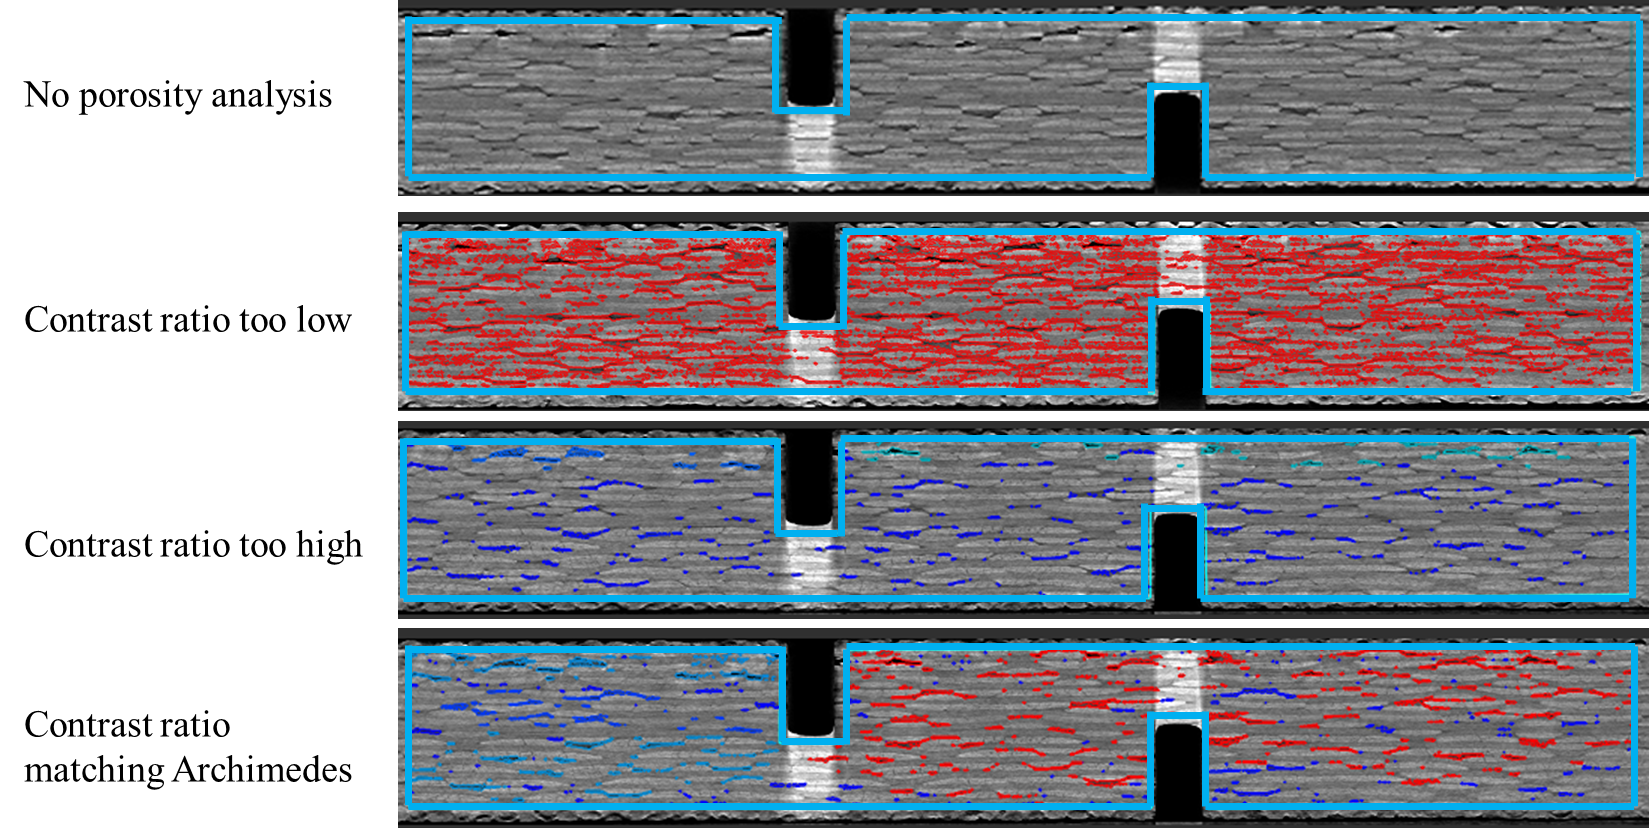 No porosity analysis
Contrast ratio too low
Contrast ratio too high
Contrast ratio
matching Archimedes